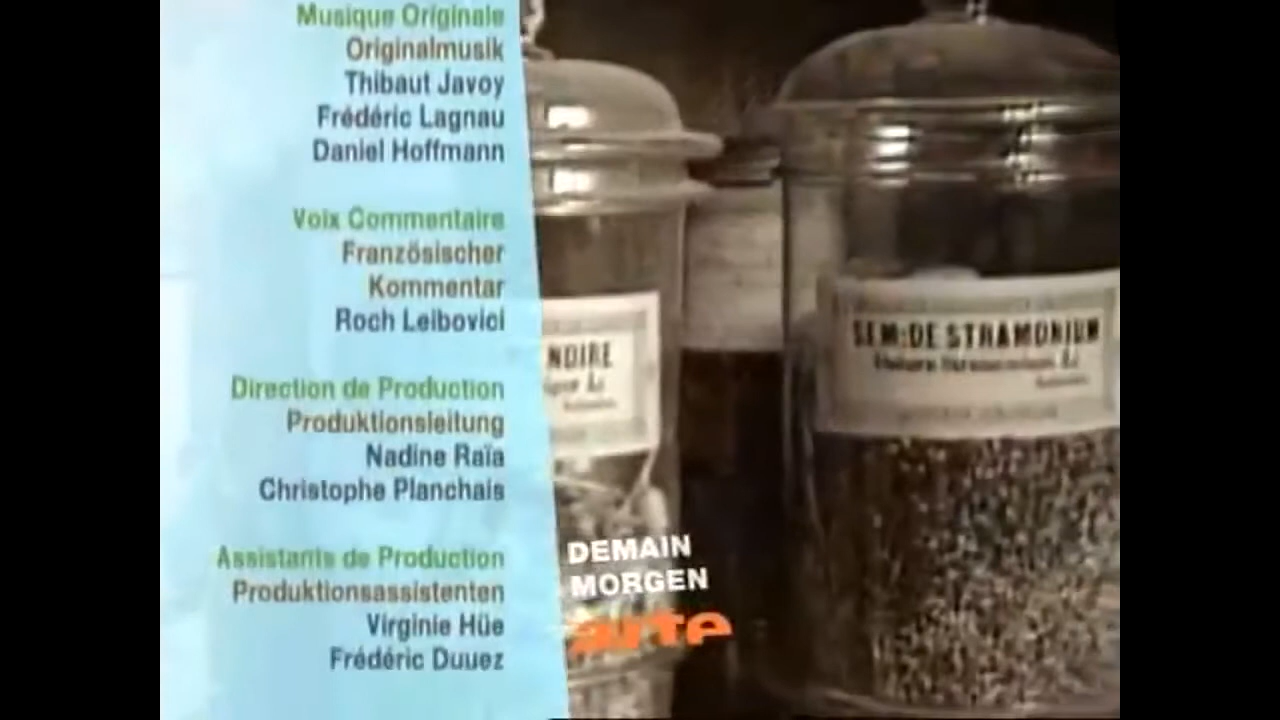 Musique Originale
Originalmusik
Thibaut Javoy
Frédéric Lagnau
Daniel Hoffmann
Voix Commentaire
Französischer
Kommentar
Roch Leibovici
Direction de Production
Produktionsleitung
Nadine Raïa
Christophe Planchais
Assistants de Production
Produktionsassistenten
Virginie Hüe
Frédéric Duuez
NOIRE
SEM:DE STRAMONIUM
DEMAIN
MORGEN
arte